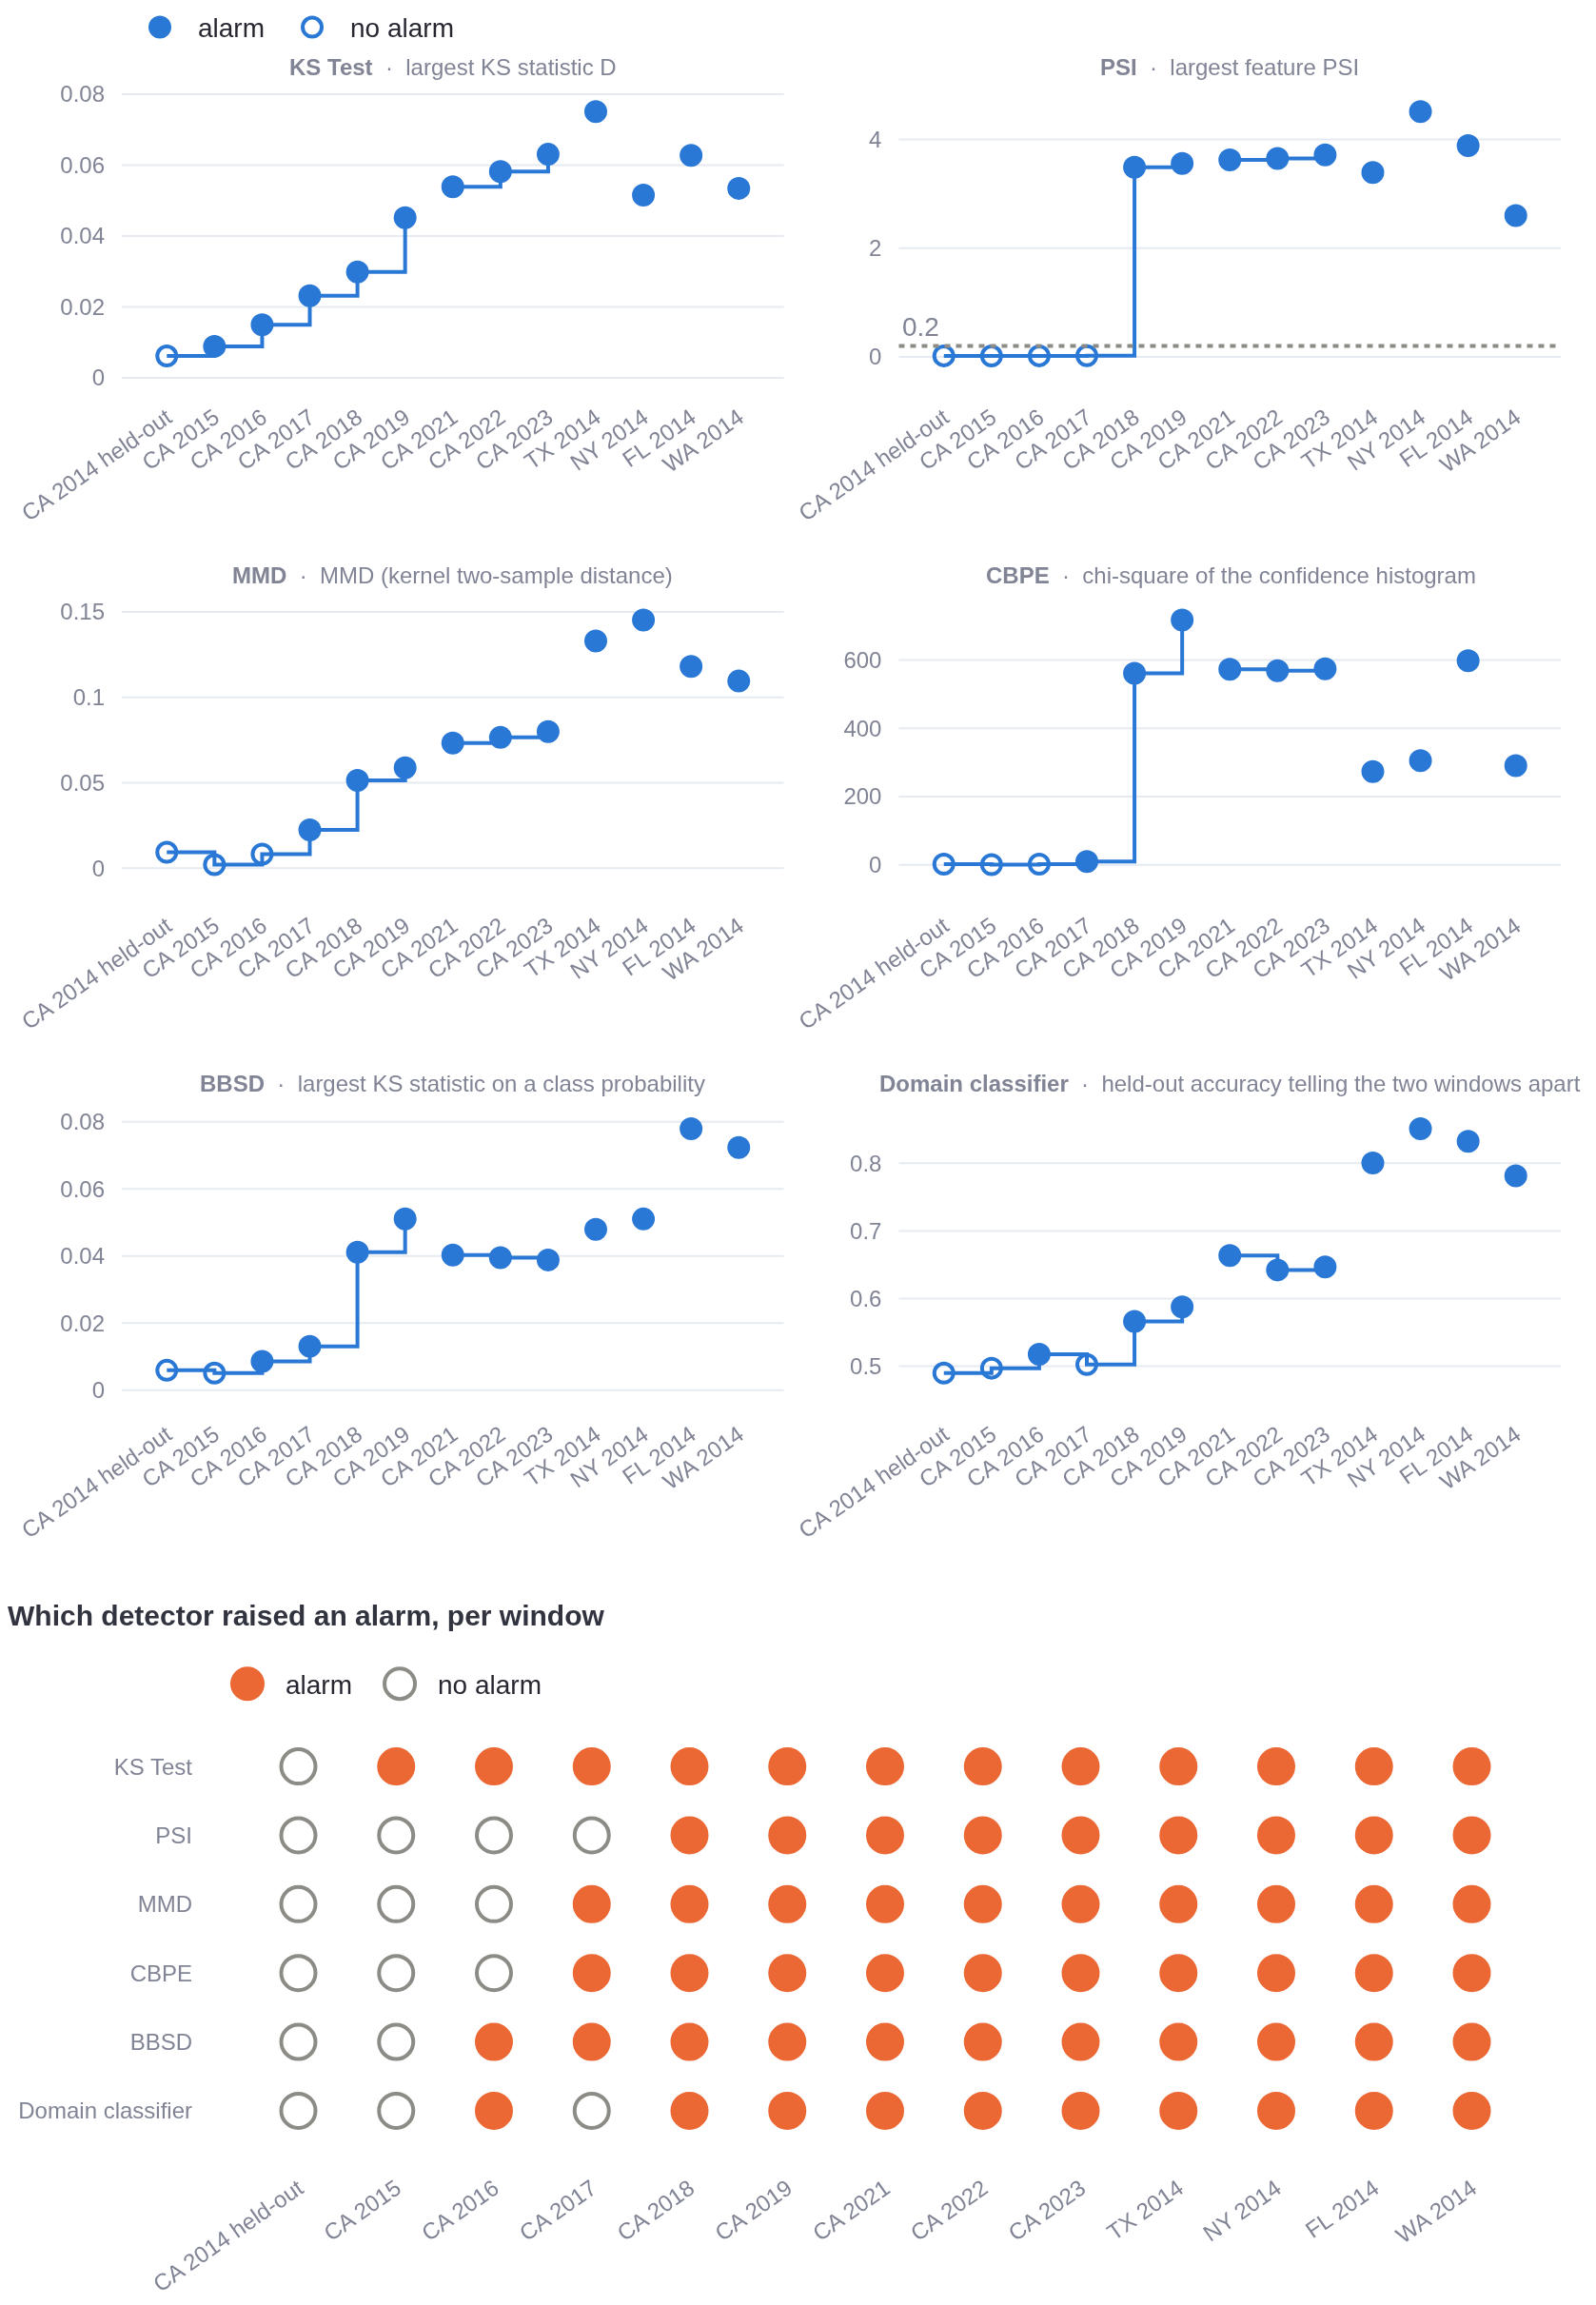 alarm no alarm
KS Test · largest KS statistic D
0.08
0.06
0.04
0.02
0
CA 2014 held-out
CA 2015
CA 2016
CA 2017
CA 2018
CA 2019
CA 2021
CA 2022
CA 2023
TX 2014
NY 2014
FL 2014
WA 2014
PSI · largest feature PSI
4
2
0.2
0
CA 2014 held-out
CA 2015
CA 2016
CA 2017
CA 2018
CA 2019
CA 2021
CA 2022
CA 2023
TX 2014
NY 2014
FL 2014
WA 2014
MMD · MMD (kernel two-sample distance)
0.15
0.1
0.05
0
CA 2014 held-out
CA 2015
CA 2016
CA 2017
CA 2018
CA 2019
CA 2021
CA 2022
CA 2023
TX 2014
NY 2014
FL 2014
WA 2014
CBPE · chi-square of the confidence histogram
600
400
200
0
CA 2014 held-out
CA 2015
CA 2016
CA 2017
CA 2018
CA 2019
CA 2021
CA 2022
CA 2023
TX 2014
NY 2014
FL 2014
WA 2014
BBSD · largest KS statistic on a class probability
0.08
0.06
0.04
0.02
0
CA 2014 held-out
CA 2015
CA 2016
CA 2017
CA 2018
CA 2019
CA 2021
CA 2022
CA 2023
TX 2014
NY 2014
FL 2014
WA 2014
Domain classifier · held-out accuracy telling the two windows apart
0.8
0.7
0.6
0.5
CA 2014 held-out
CA 2015
CA 2016
CA 2017
CA 2018
CA 2019
CA 2021
CA 2022
CA 2023
TX 2014
NY 2014
FL 2014
WA 2014
Which detector raised an alarm, per window
alarm no alarm
KS Test
PSI
MMD
CBPE
BBSD
Domain classifier
CA 2014 held-out
CA 2015
CA 2016
CA 2017
CA 2018
CA 2019
CA 2021
CA 2022
CA 2023
TX 2014
NY 2014
FL 2014
WA 2014